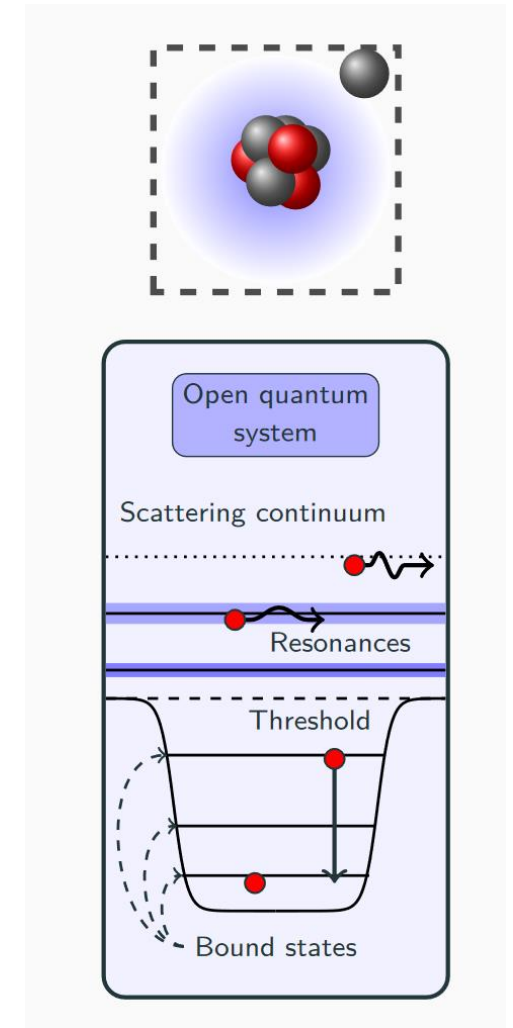 Open quantum
system
Scattering continuum
Resonances
Threshold
Bound states